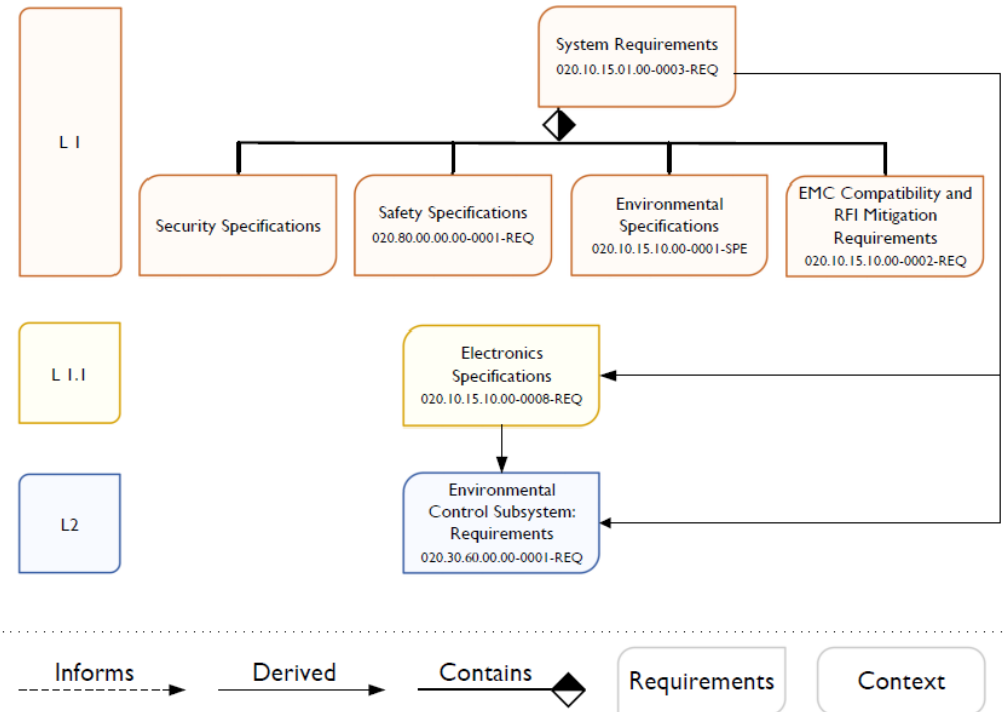 L 1
System Requirements
020.10.15.01.00-0003-REQ
Security Specifications
Safety Specifications
020.80.00.00.00-0001-REQ
Environmental
Specifications
020.10.15.10.00-0001-SPE
EMC Compatibility and
RFI Mitigation
Requirements
020.10.15.10.00-0002-REQ
L 1.1
Electronics
Specifications
020.10.15.10.00-0008-REQ
L2
Environmental
Control Subsystem:
Requirements
020.30.60.00.00-0001-REQ
Informs
Derived
Contains
Requirements
Context